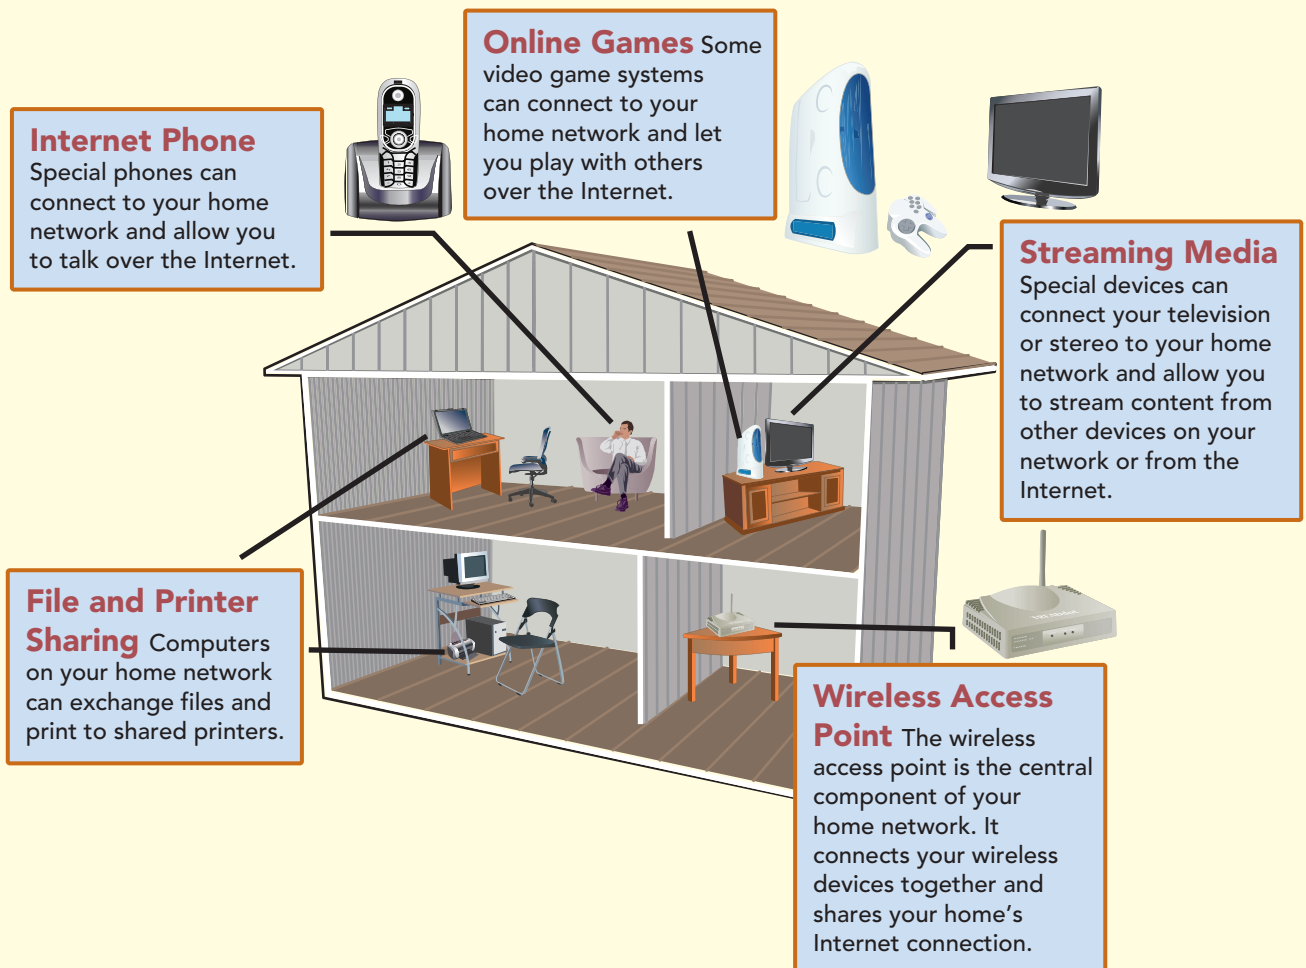 Online Games Some
video game systems
can connect to your
home network and let
you play with others
over the Internet.
Internet Phone
Special phones can
connect to your home
network and allow you
to talk over the Internet.
Streaming Media
Special devices can
connect your television
or stereo to your home
network and allow you
to stream content from
other devices on your
network or from the
Internet.
File and Printer
Sharing Computers
on your home network
can exchange files and
print to shared printers.
Wireless Access
Point The wireless
access point is the central
component of your
home network. It
connects your wireless
devices together and
shares your home's
Internet connection.